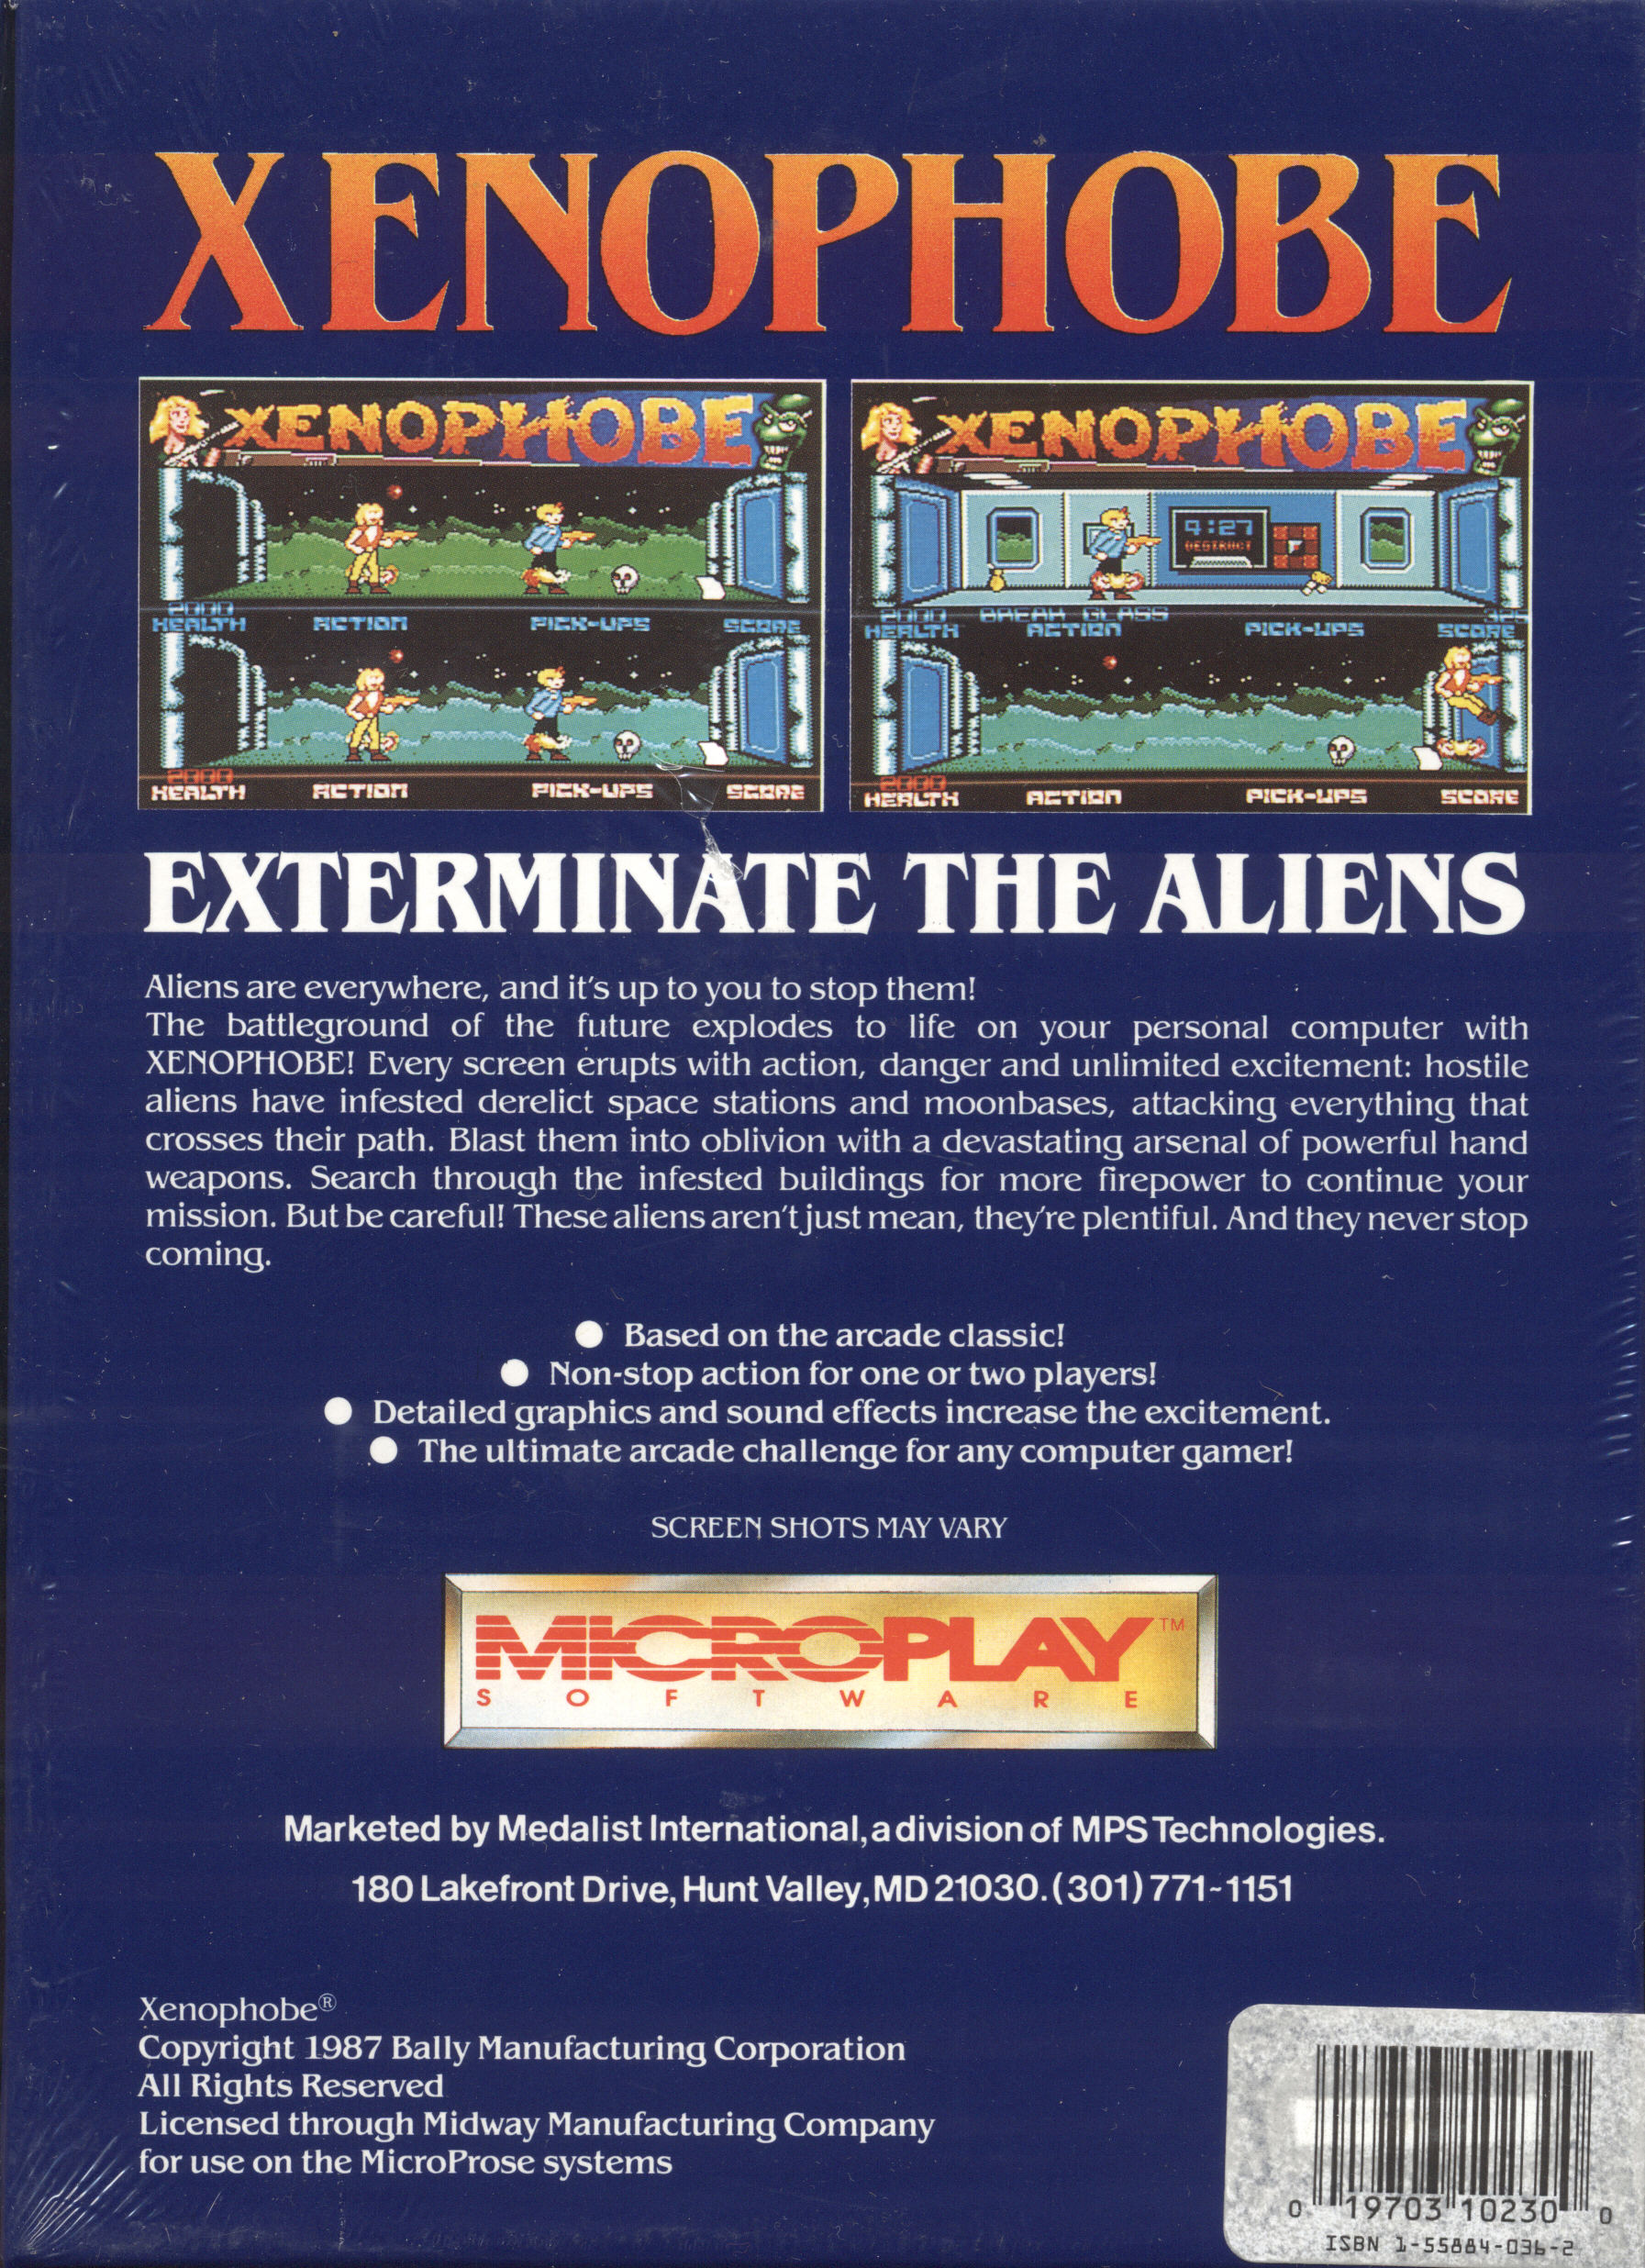 XENOPHOBE
XENOPHOBE
2000
HEALTH ACTION PICK-UPS SCORE
2000
HEALTH ACTION PICK-UPS SCORE
XENOPHOBE
9:27
DESTRUCT
2000 BREAK GLASS 325
HEALTH ACTION PICK-UPS SCORE
2000
HEALTH ACTION PICK-UPS SCORE
EXTERMINATE THE ALIENS
Aliens are everywhere, and it's up to you to stop them!
The battleground of the future explodes to life on your personal computer with
XENOPHOBE! Every screen erupts with action, danger and unlimited excitement: hostile
aliens have infested derelict space stations and moonbases, attacking everything that
crosses their path. Blast them into oblivion with a devastating arsenal of powerful hand
weapons. Search through the infested buildings for more firepower to continue your
mission. But be careful! These aliens aren't just mean, they're plentiful. And they never stop
coming.
● Based on the arcade classic!
● Non-stop action for one or two players!
● Detailed graphics and sound effects increase the excitement.
● The ultimate arcade challenge for any computer gamer!
SCREEN SHOTS MAY VARY
MICROPLAY™
SOFTWARE
Marketed by Medalist International, a division of MPS Technologies.
180 Lakefront Drive, Hunt Valley, MD 21030. (301) 771-1151
Xenophobe®
Copyright 1987 Bally Manufacturing Corporation
All Rights Reserved
Licensed through Midway Manufacturing Company
for use on the MicroProse systems
0 19703 10230 0
ISBN 1-55884-036-2